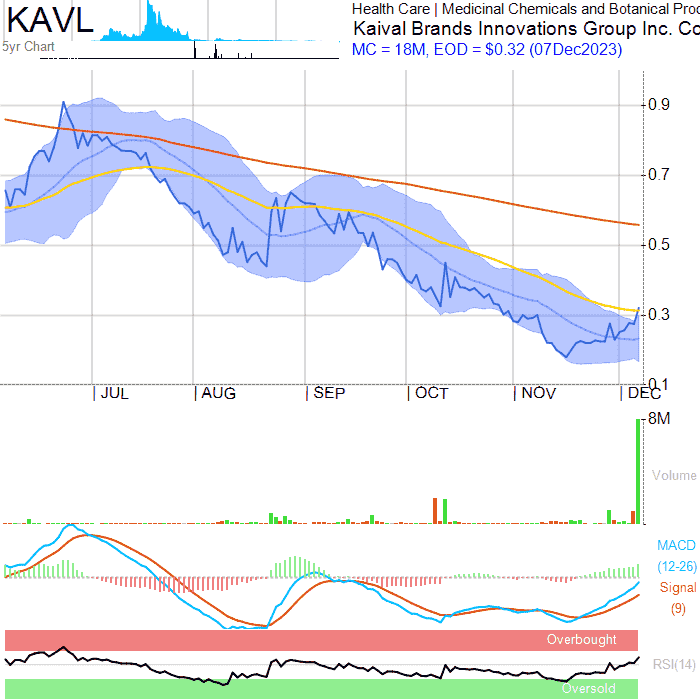 KAVL
5yr Chart
Health Care | Medicinal Chemicals and Botanical Proc
Kaival Brands Innovations Group Inc. Co
MC = 18M, EOD = $0.32 (07Dec2023)
0.9
0.7
0.5
0.3
0.1
JUL AUG SEP OCT NOV DEC
8M
Volume
MACD
(12-26)
Signal
(9)
Overbought
RSI(14)
Oversold